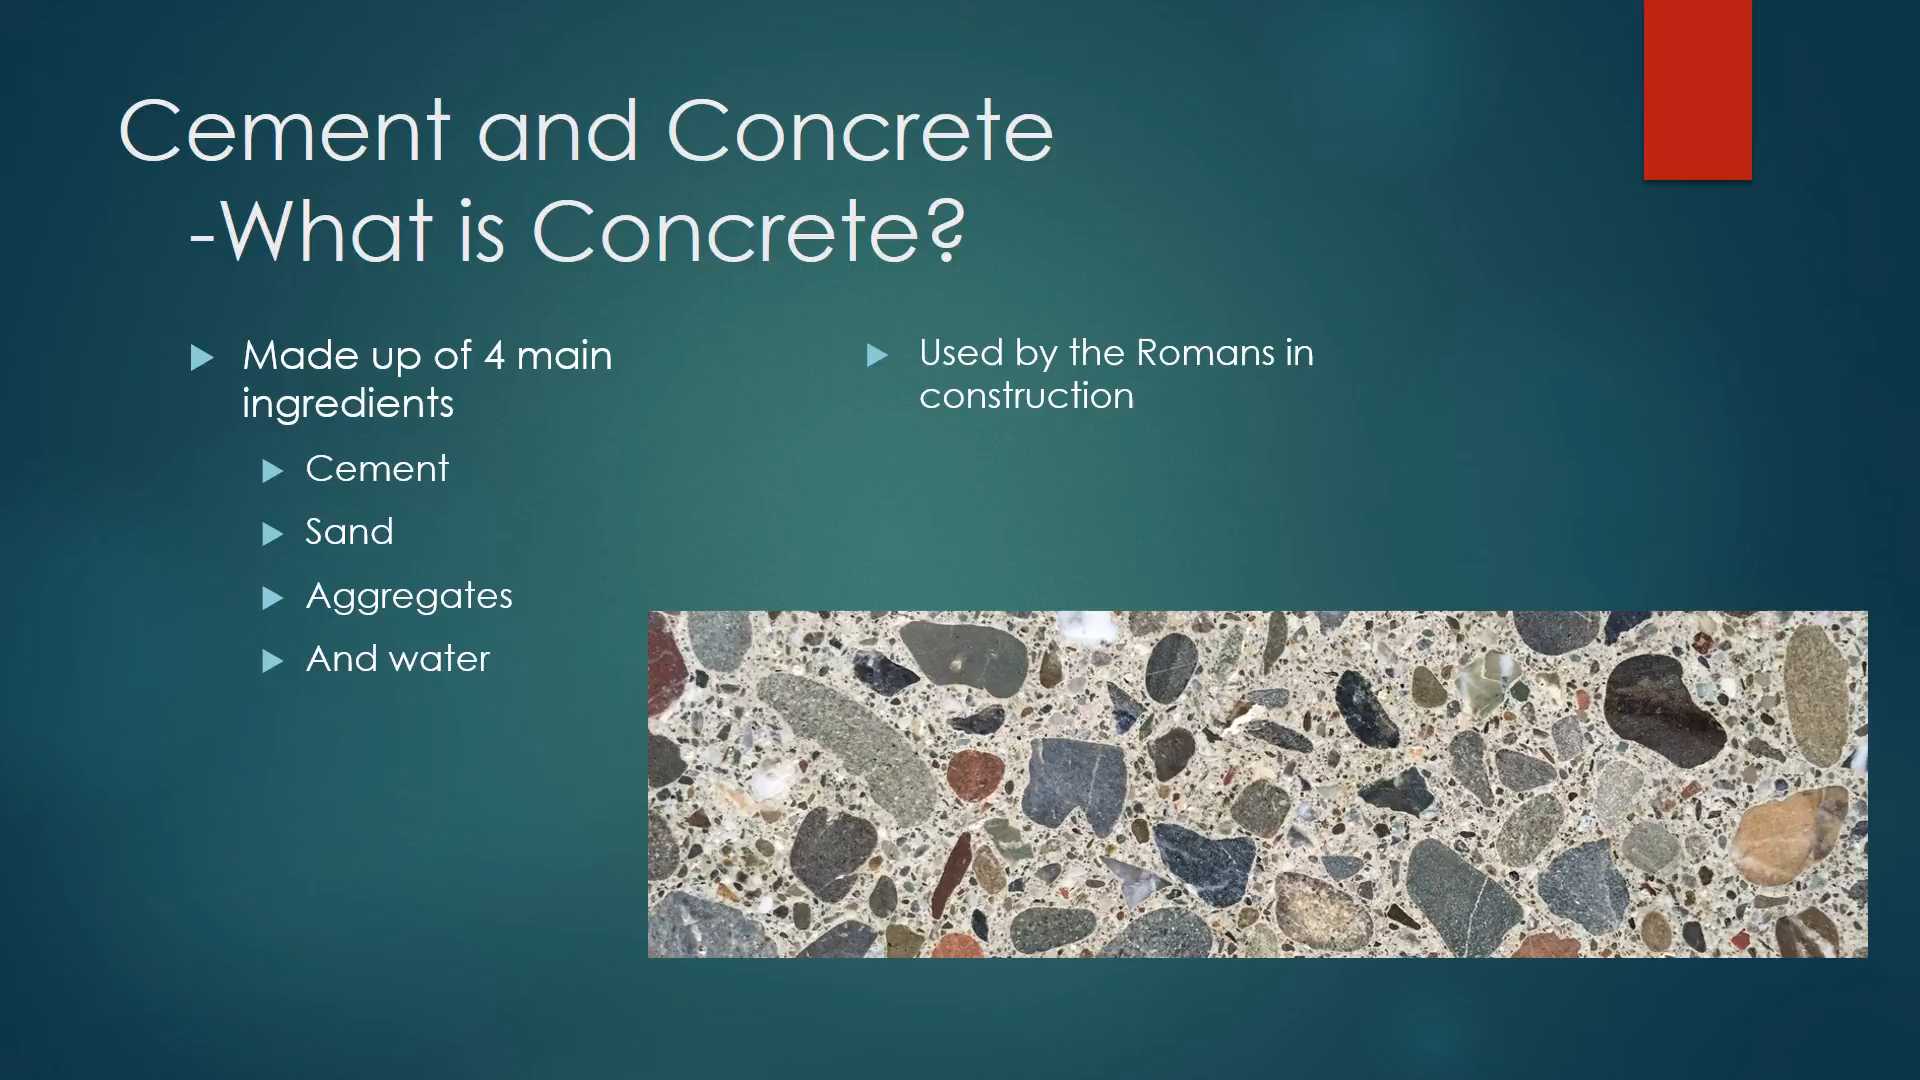 Cement and Concrete
-What is Concrete?
Made up of 4 main
ingredients
Cement
Sand
Aggregates
And water
Used by the Romans in
construction